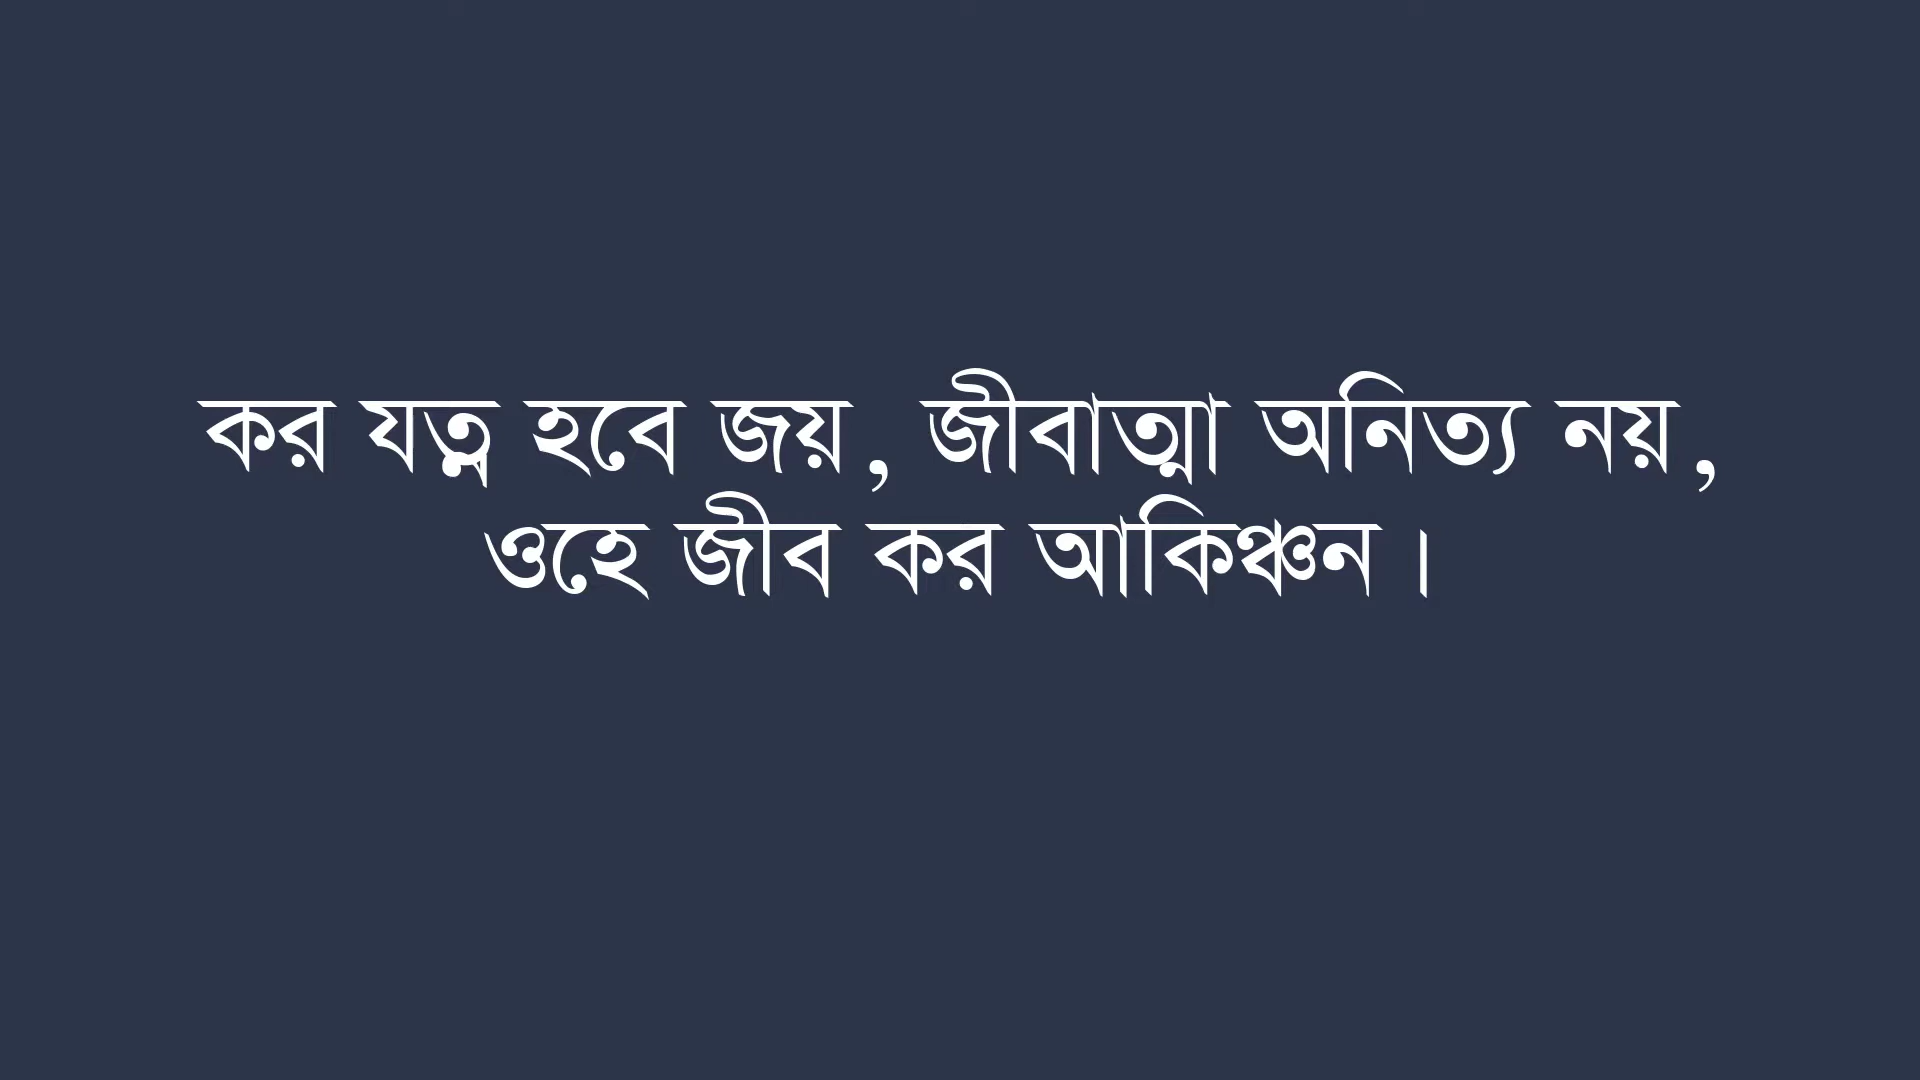 কর যত্ন হবে জয়, জীবাত্মা অনিত্য নয়,
ওহে জীব কর আকিঞ্চন।